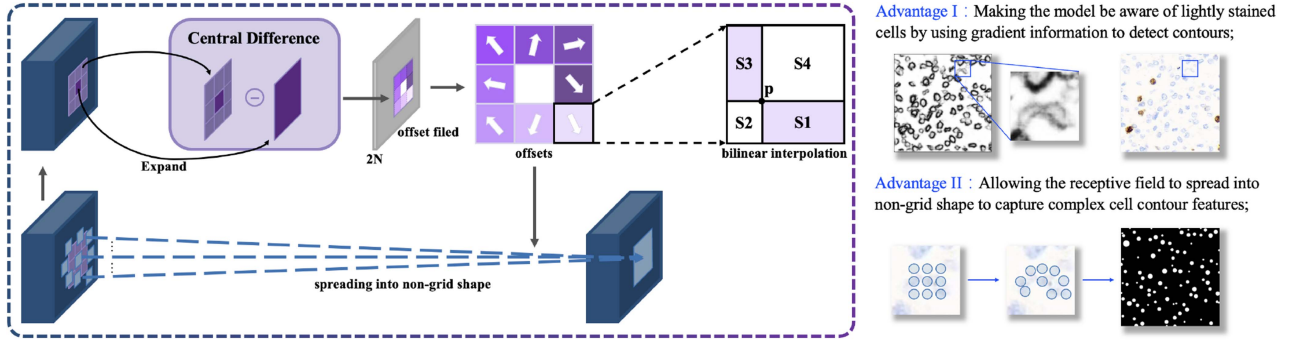 Central Difference
Expand
2N
offset filed
offsets
S3
S4
p
S2
S1
bilinear interpolation
spreading into non-grid shape
Advantage I：Making the model be aware of lightly stained
cells by using gradient information to detect contours;
Advantage II：Allowing the receptive field to spread into
non-grid shape to capture complex cell contour features;